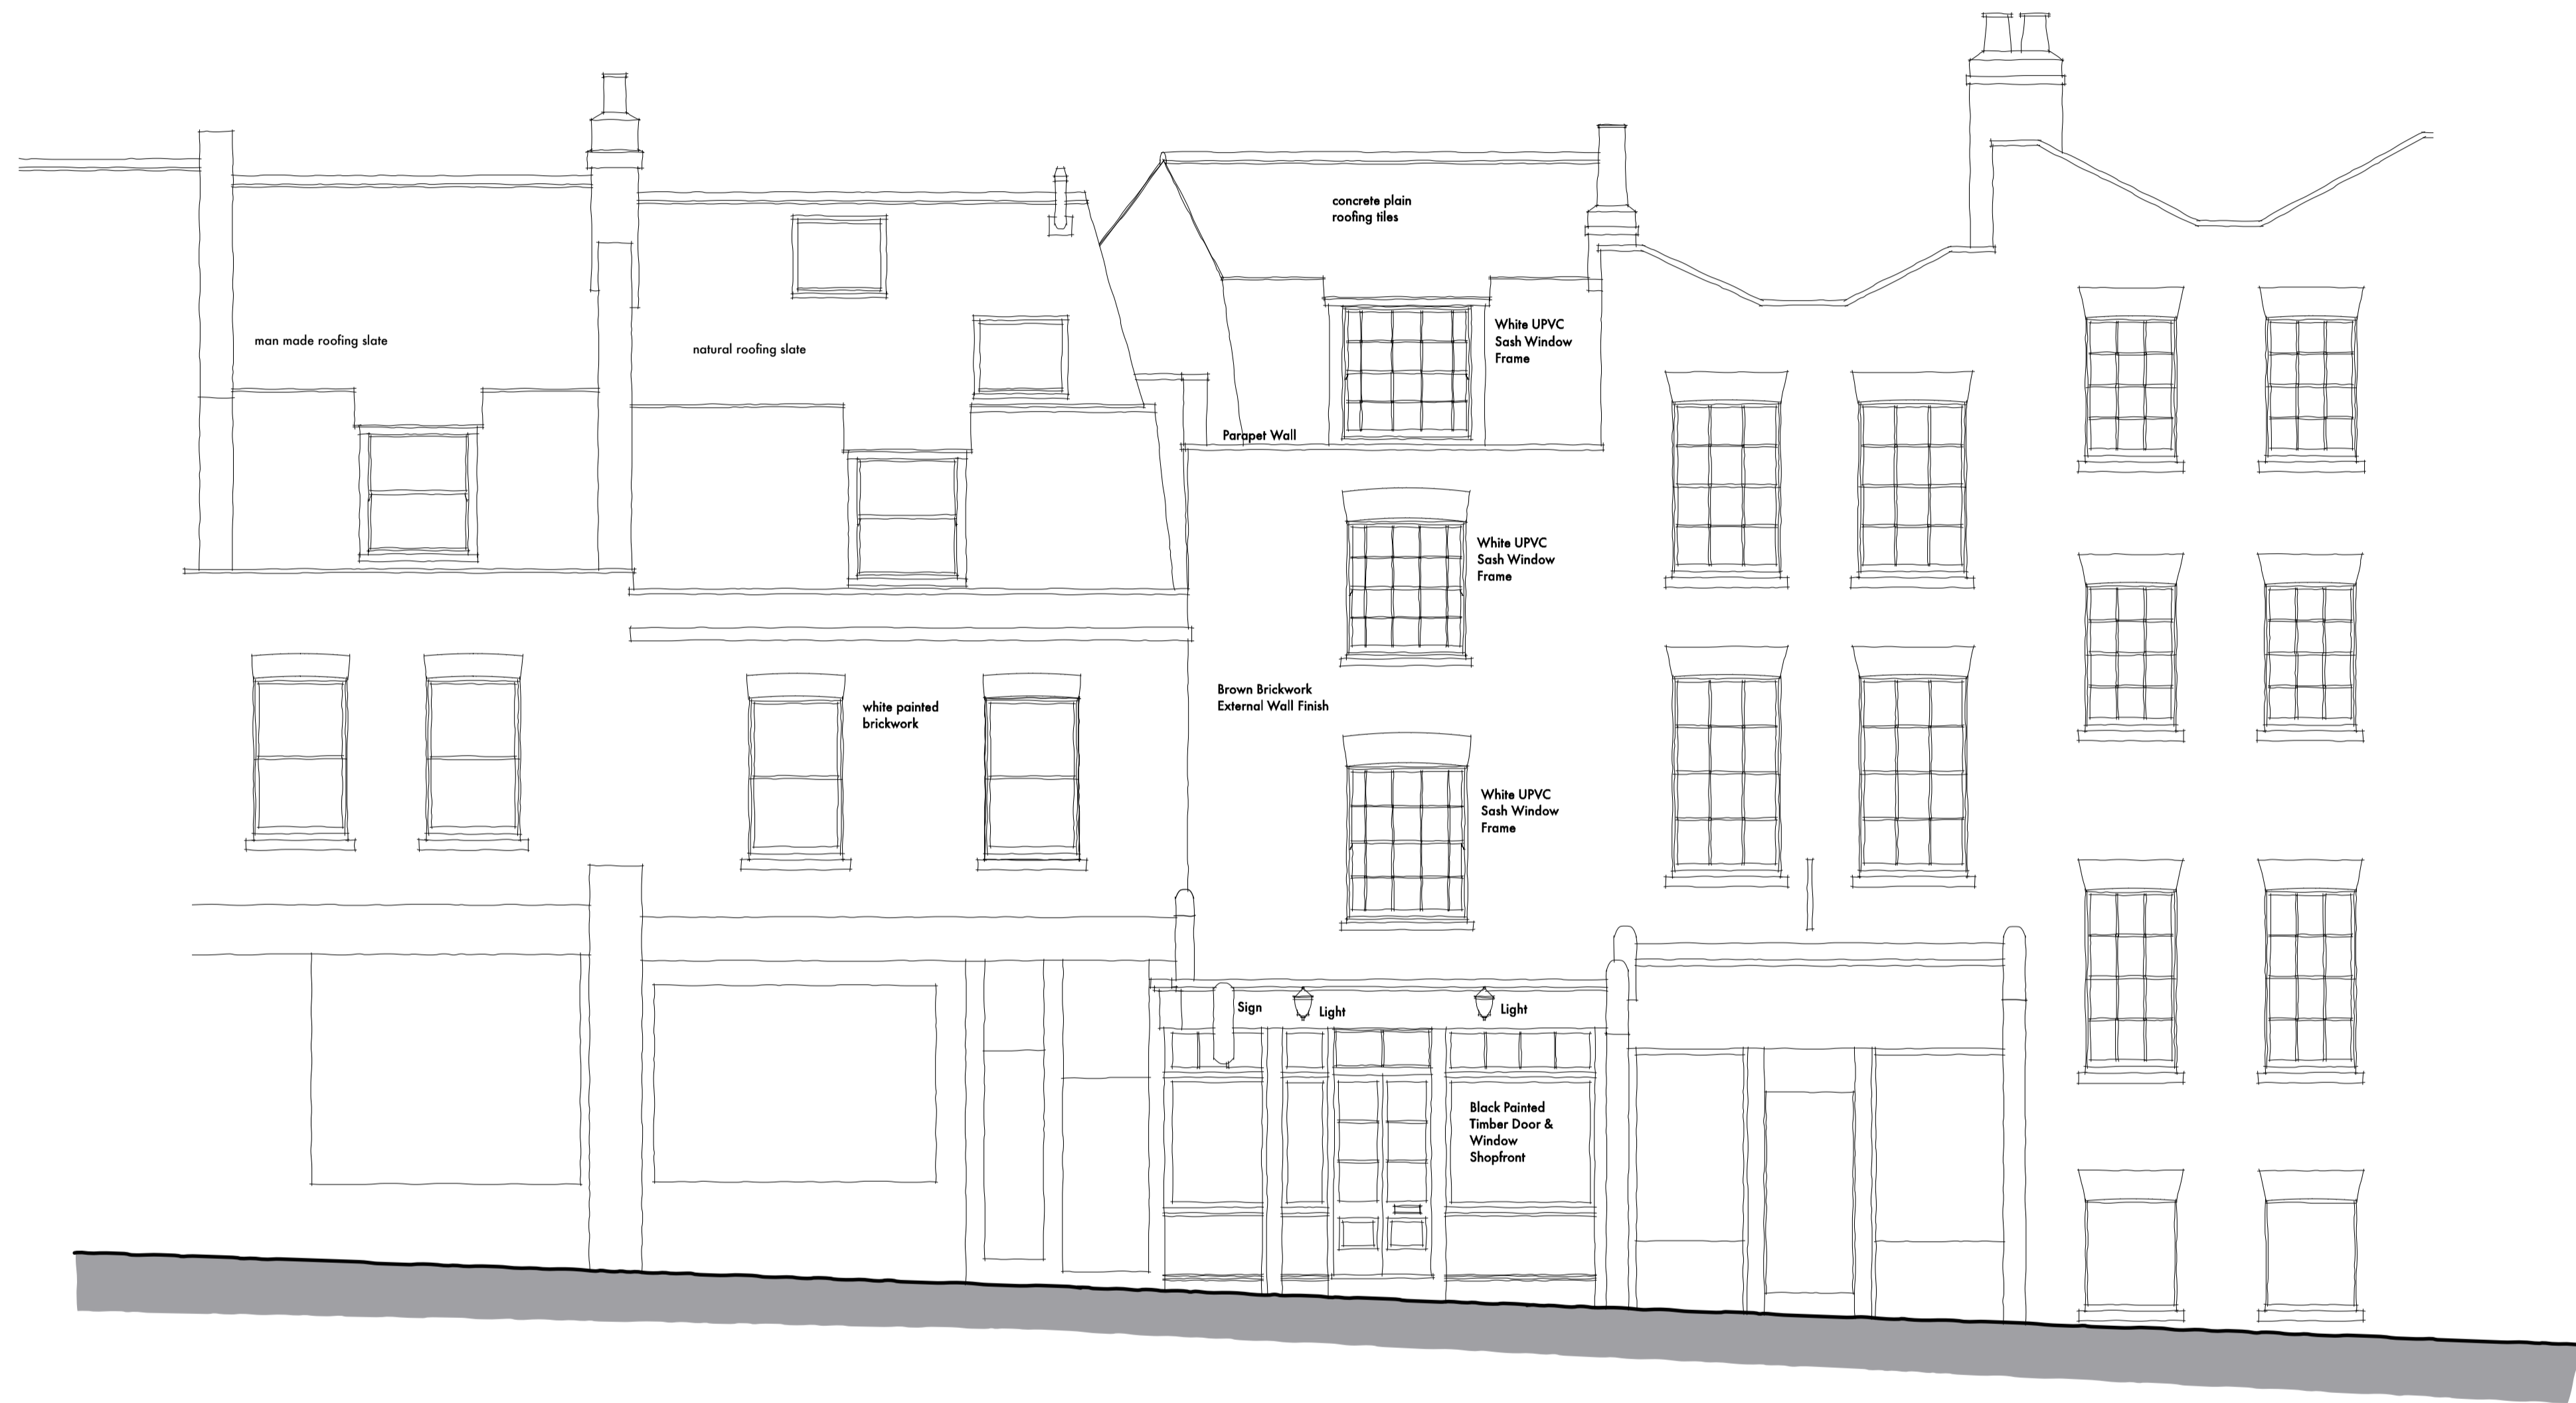 concrete plain
roofing tiles
man made roofing slate
natural roofing slate
White UPVC
Sash Window
Frame
Parapet Wall
White UPVC
Sash Window
Frame
white painted
brickwork
Brown Brickwork
External Wall Finish
White UPVC
Sash Window
Frame
Sign
Light
Light
Black Painted
Timber Door &
Window
Shopfront